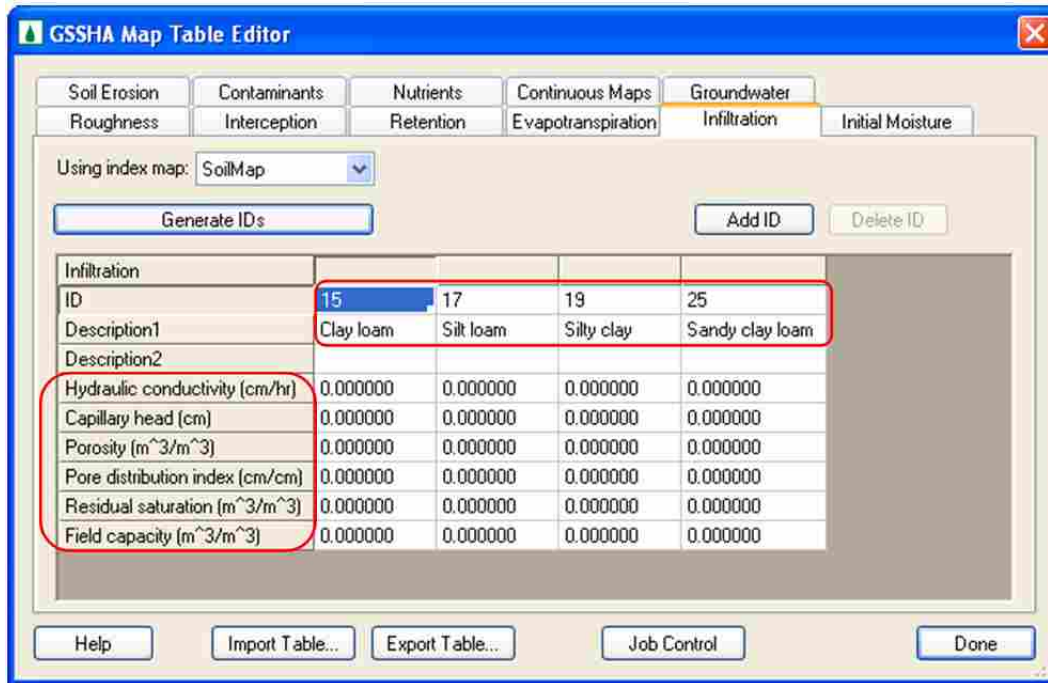 GSSHA Map Table Editor
Soil Erosion Contaminants Nutrients Continuous Maps Groundwater
Roughness Interception Retention Evapotranspiration Infiltration Initial Moisture
Using index map: SoilMap
Generate IDs Add ID Delete ID
Infiltration
ID 15 17 19 25
Description1 Clay loam Silt loam Silty clay Sandy clay loam
Description2
Hydraulic conductivity (cm/hr) 0.000000 0.000000 0.000000 0.000000
Capillary head (cm) 0.000000 0.000000 0.000000 0.000000
Porosity (m^3/m^3) 0.000000 0.000000 0.000000 0.000000
Pore distribution index (cm/cm) 0.000000 0.000000 0.000000 0.000000
Residual saturation (m^3/m^3) 0.000000 0.000000 0.000000 0.000000
Field capacity (m^3/m^3) 0.000000 0.000000 0.000000 0.000000
Help Import Table... Export Table... Job Control Done